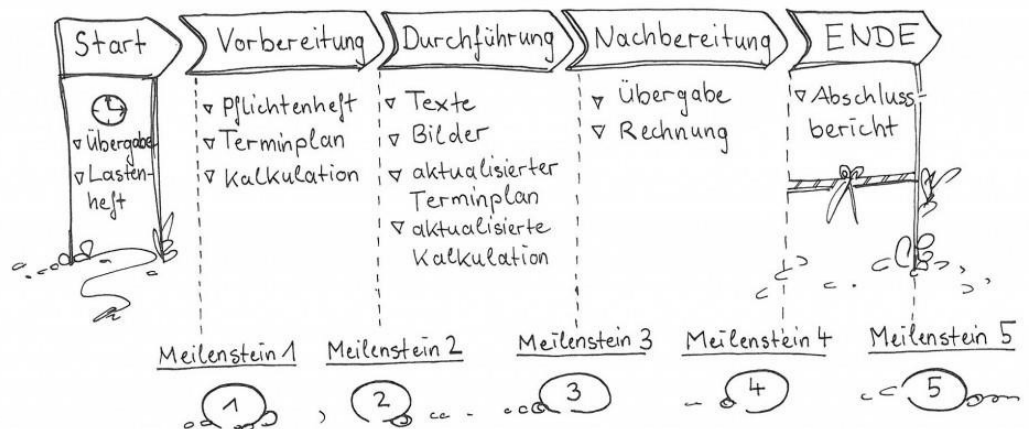 Start
Vorbereitung
Durchführung
Nachbereitung
ENDE
▽ Übergabe
▽ Lasten-
heft
▽ Pflichtenheft
▽ Terminplan
▽ Kalkulation
▽ Texte
▽ Bilder
▽ aktualisierter
Terminplan
▽ aktualisierte
Kalkulation
▽ Übergabe
▽ Rechnung
▽ Abschluss-
bericht
Meilenstein 1
Meilenstein 2
Meilenstein 3
Meilenstein 4
Meilenstein 5
1
2
3
4
5